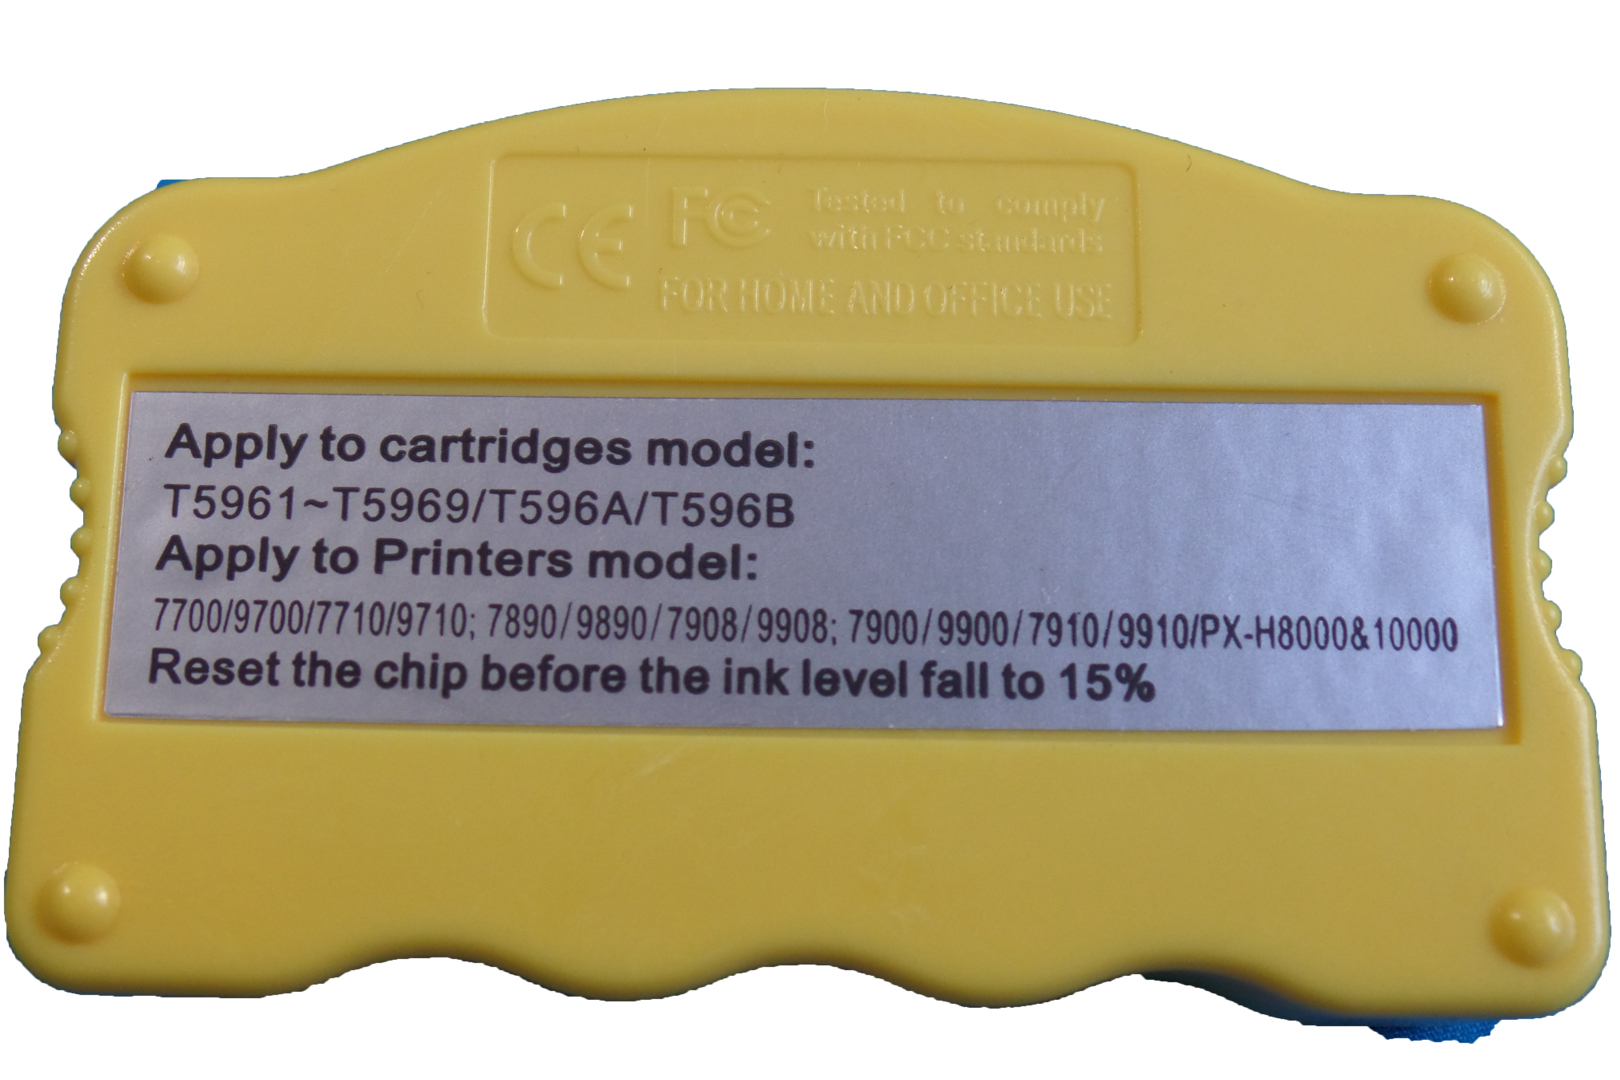 CE FC Tested to comply
with FCC standards
FOR HOME AND OFFICE USE
Apply to cartridges model:
T5961~T5969/T596A/T596B
Apply to Printers model:
7700/9700/7710/9710; 7890/9890/7908/9908; 7900/9900/7910/9910/PX-H8000&10000
Reset the chip before the ink level fall to 15%